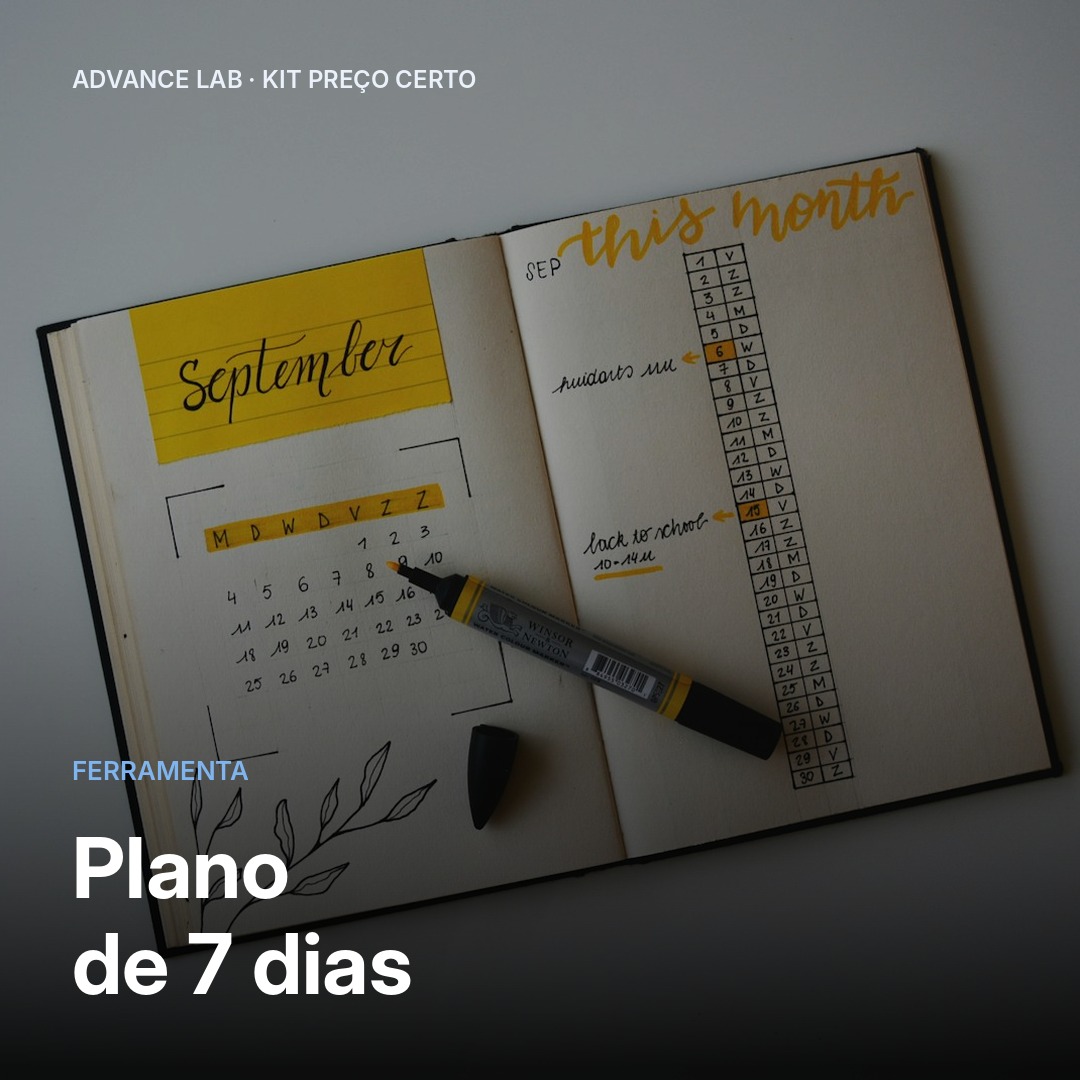 ADVANCE LAB · KIT PREÇO CERTO
this month
SEP
September
M D W D V Z Z
1 2 3
4 5 6 7 8 9 10
11 12 13 14 15 16
18 19 20 21 22 23
25 26 27 28 29 30
1 V
2 Z
3 Z
4 M
5 D
6 W
7 D
8 V
9 Z
10 Z
11 M
12 D
13 W
14 D
15 V
16 Z
17 Z
18 M
19 D
20 W
21 D
22 V
23 Z
24 Z
25 M
26 D
27 W
28 D
29 V
30 Z
back to school
10-14u
WINSOR
& NEWTON
WATER COLOUR MARKER
FERRAMENTA
Plano
de 7 dias